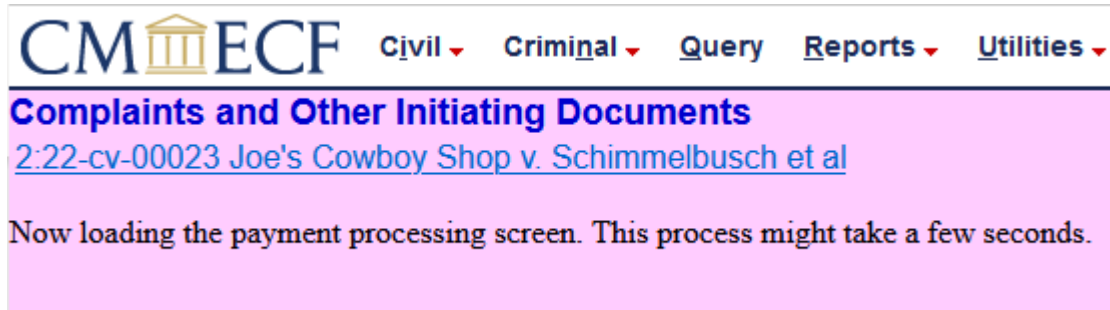 CM ECF Civil Criminal Query Reports Utilities
Complaints and Other Initiating Documents
2:22-cv-00023 Joe's Cowboy Shop v. Schimmelbusch et al
Now loading the payment processing screen. This process might take a few seconds.